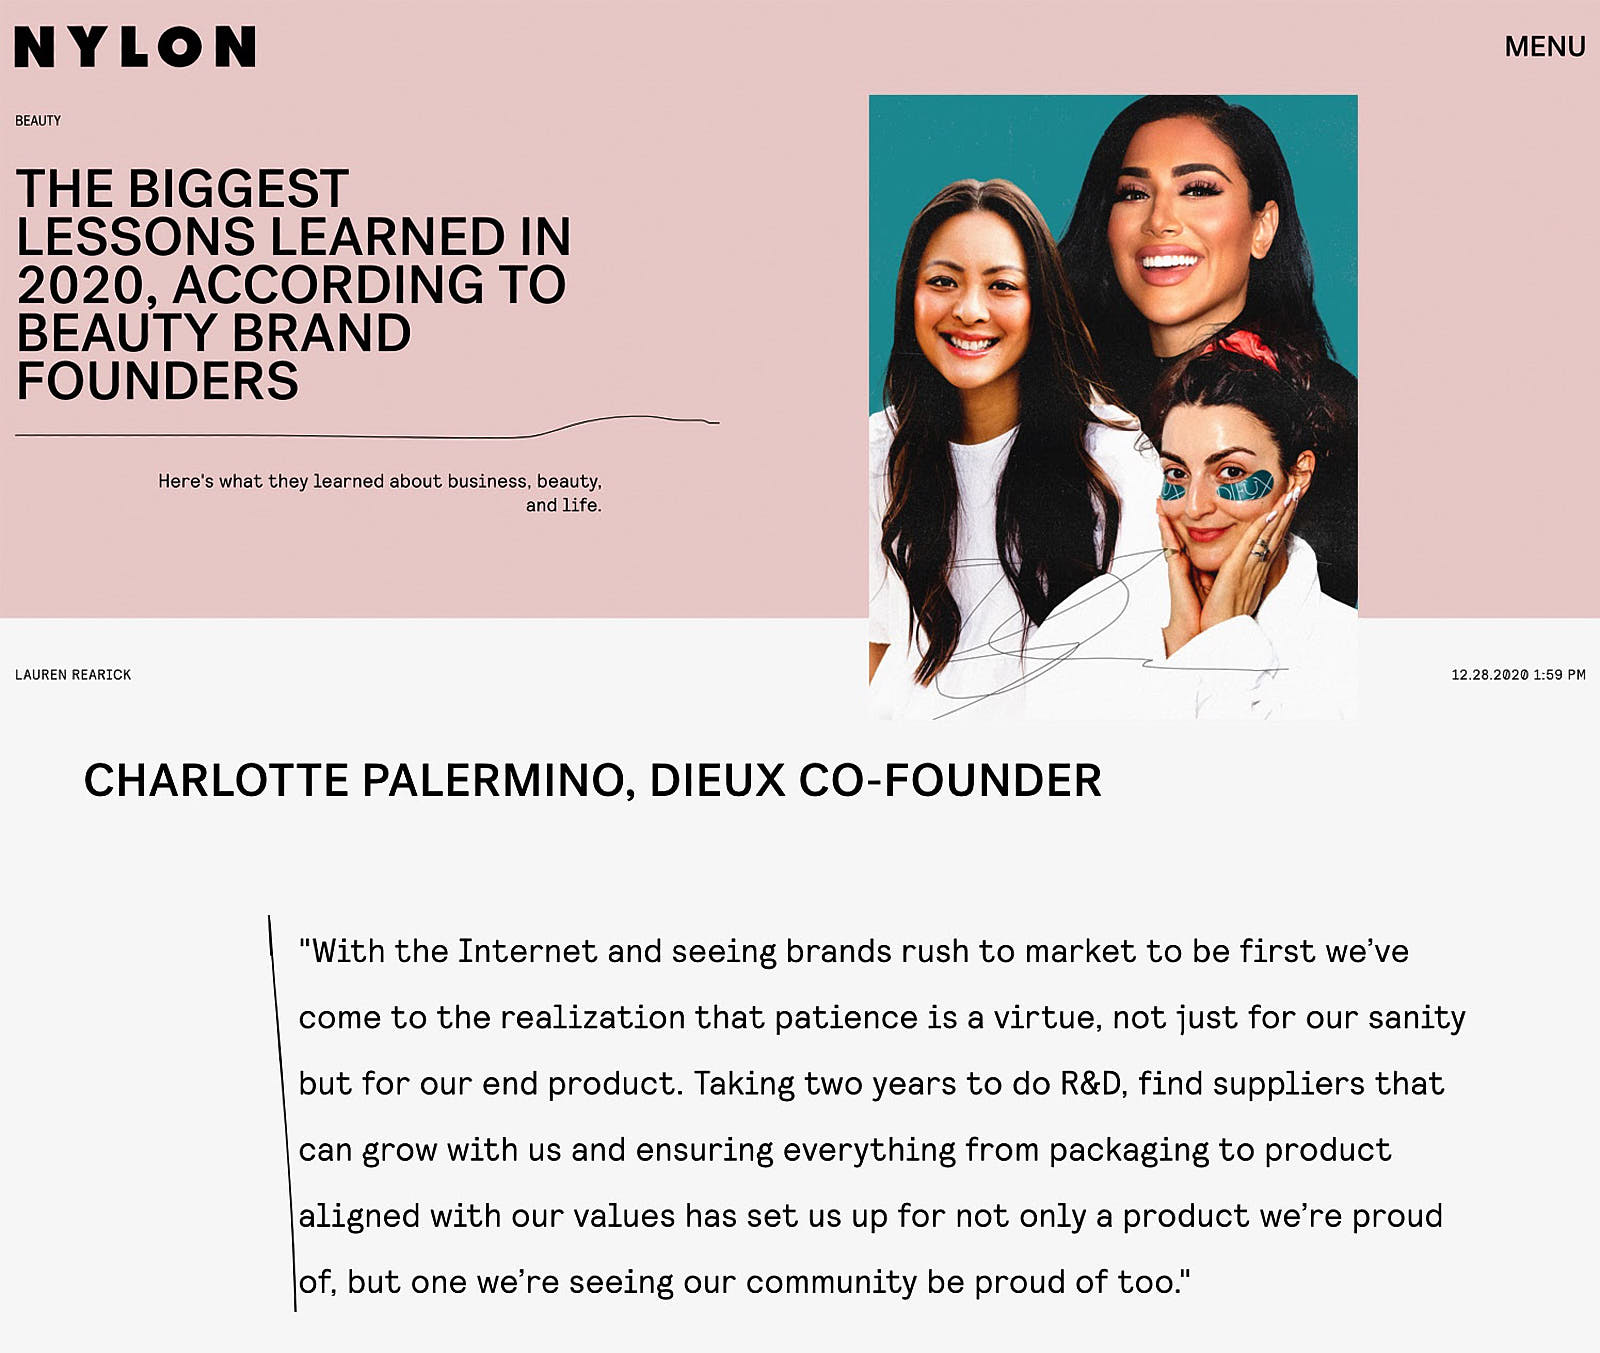 NYLON
MENU
BEAUTY
THE BIGGEST
LESSONS LEARNED IN
2020, ACCORDING TO
BEAUTY BRAND
FOUNDERS
Here's what they learned about business, beauty,
and life.
DIEUX
LAUREN REARICK
12.28.2020 1:59 PM
CHARLOTTE PALERMINO, DIEUX CO-FOUNDER
"With the Internet and seeing brands rush to market to be first we’ve
come to the realization that patience is a virtue, not just for our sanity
but for our end product. Taking two years to do R&D, find suppliers that
can grow with us and ensuring everything from packaging to product
aligned with our values has set us up for not only a product we’re proud
of, but one we’re seeing our community be proud of too."